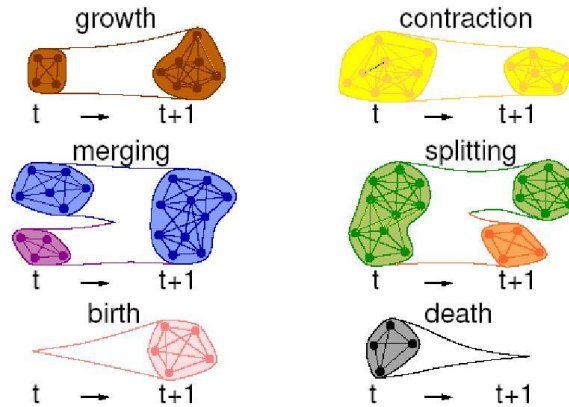 growth
contraction
t → t+1
t → t+1
merging
splitting
t → t+1
t → t+1
birth
death
t → t+1
t → t+1